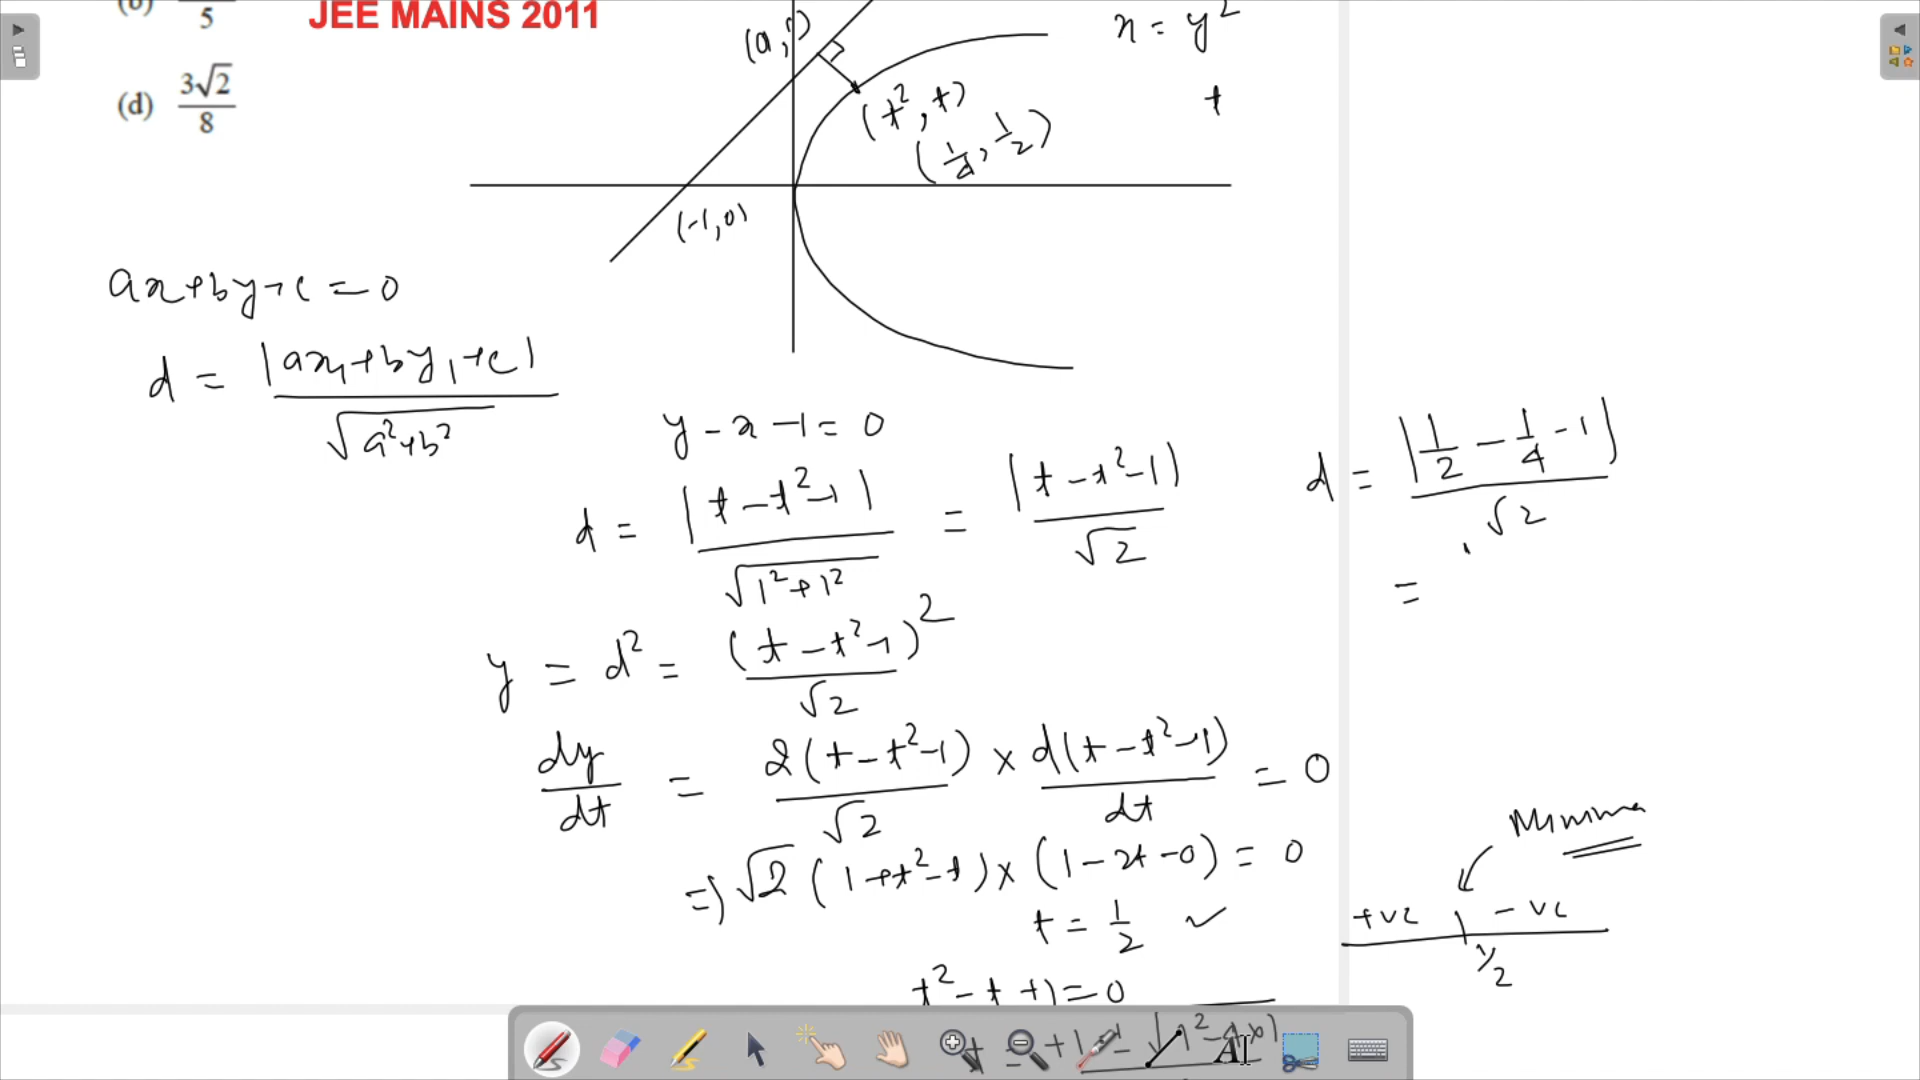 (b) 5
JEE MAINS 2011
(d) 3√2/8
x = y²
t
(t², t)
(1/4, 1/2)
(-1,0)
ax+by+c = 0
d = |ax₁+by₁+c| / √(a²+b²)
y - x - 1 = 0
d = |t-t²-1| / √(1²+1²) = |t-t²-1| / √2
d = |1/2 - 1/4 - 1| / √2
=
y = d² = (t-t²-1)² / √2
dy/dt = 2(t-t²-1)/√2 × d(t-t²-1)/dt = 0
=) √2 (1+t²-t) × (1-2t-0) = 0
Minima
t = 1/2 ✓
+ve - ve
1/2
t² - t + 1 = 0